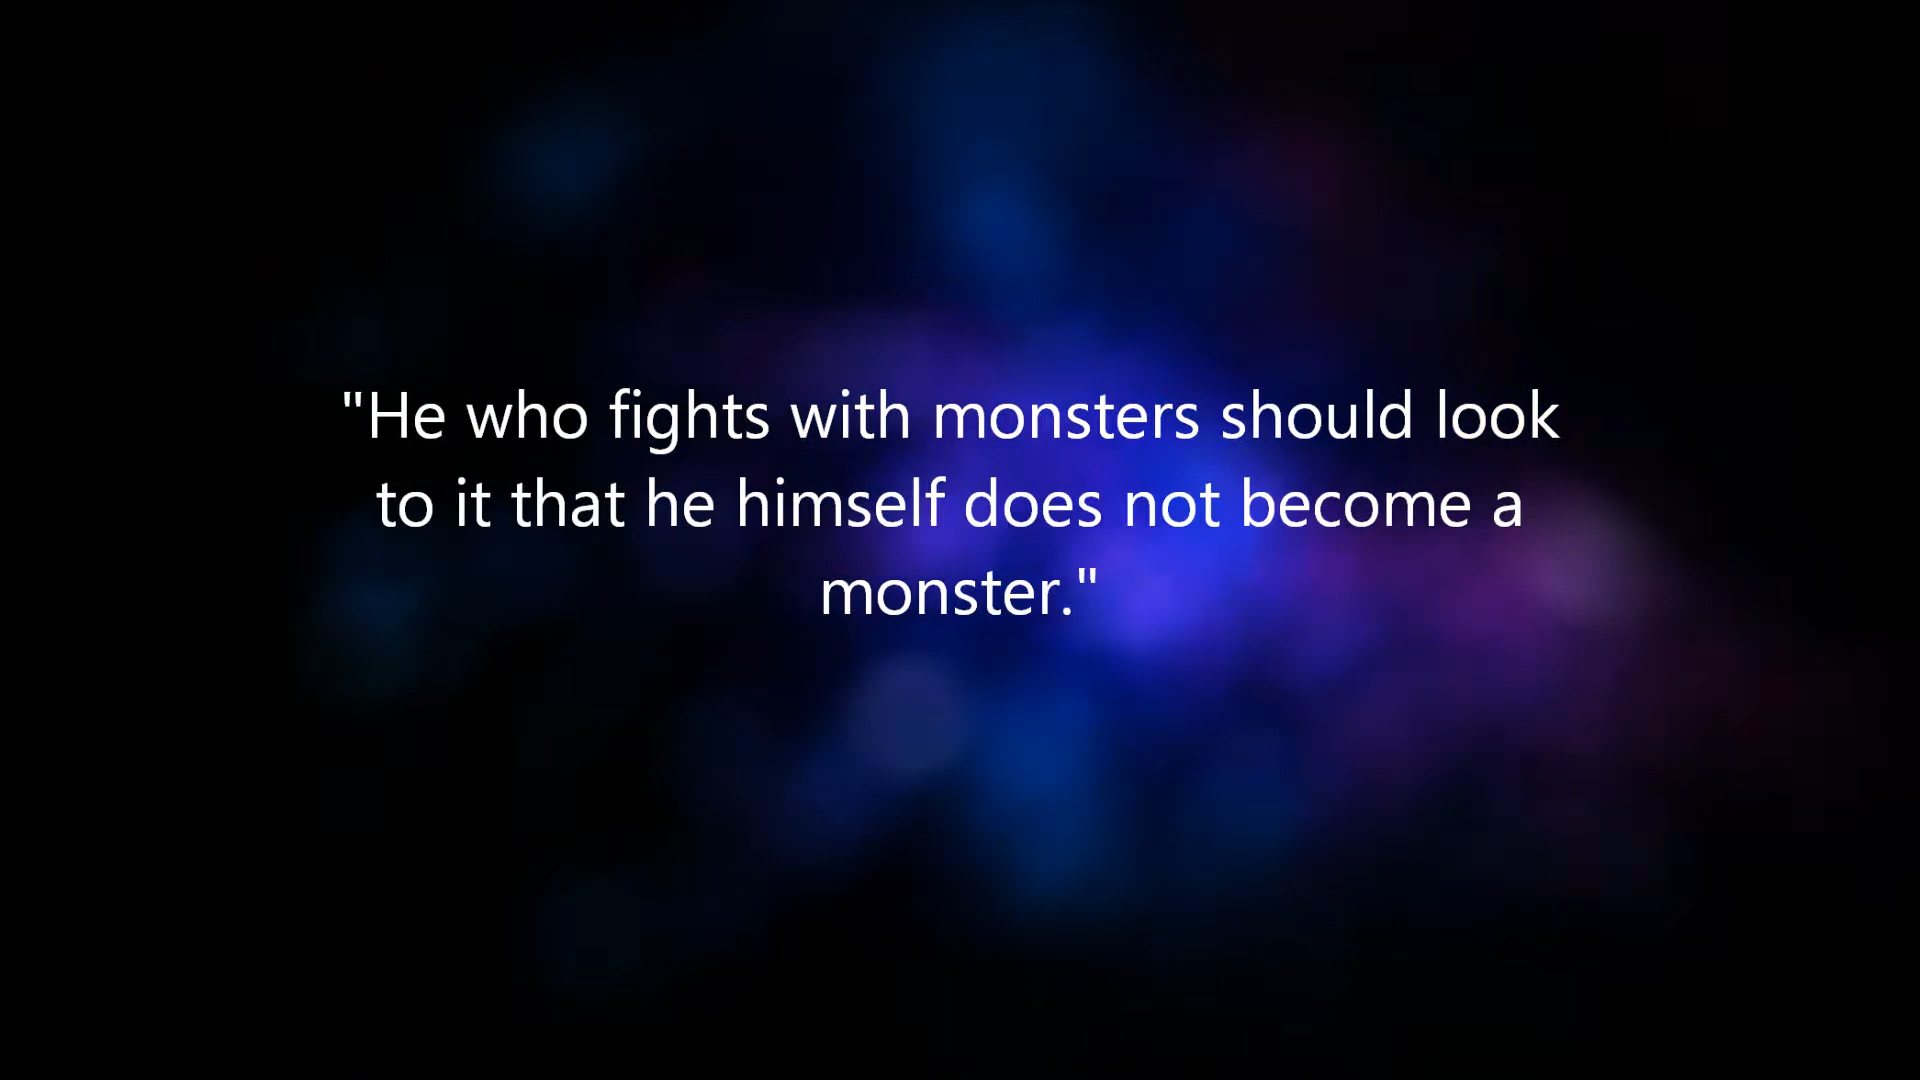 "He who fights with monsters should look
to it that he himself does not become a
monster."